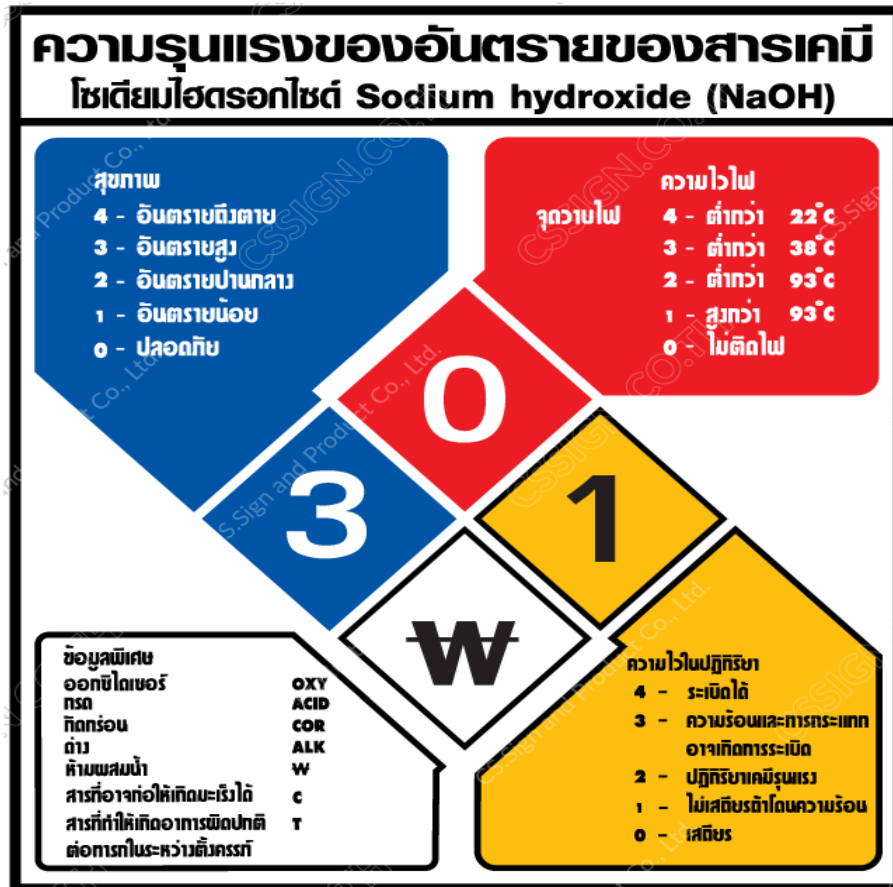 ความรุนแรงของอันตรายของสารเคมี
โซเดียมไฮดรอกไซด์ Sodium hydroxide (NaOH)
สุขภาพ
4 - อันตรายถึงตาย
3 - อันตรายสูง
2 - อันตรายปานกลาง
1 - อันตรายน้อย
0 - ปลอดภัย
ความไวไฟ
จุดวาบไฟ 4 - ต่ำกว่า 22°C
3 - ต่ำกว่า 38°C
2 - ต่ำกว่า 93°C
1 - สูงกว่า 93°C
0 - ไม่ติดไฟ
0
3
1
W
ข้อมูลพิเศษ
ออกซิไดเซอร์ OXY
กรด ACID
กัดกร่อน COR
ด่าง ALK
ห้ามผสมน้ำ W
สารที่อาจก่อให้เกิดมะเร็งได้ C
สารที่ทำให้เกิดอาการผิดปกติ T
ต่อทารกในระหว่างตั้งครรภ์
ความไวในปฏิกิริยา
4 - ระเบิดได้
3 - ความร้อนและการกระแทก
อาจเกิดการระเบิด
2 - ปฏิกิริยาเคมีรุนแรง
1 - ไม่เสถียรถ้าโดนความร้อน
0 - เสถียร
CSSIGN.CO.TH
CS.Sign and Product Co., Ltd.